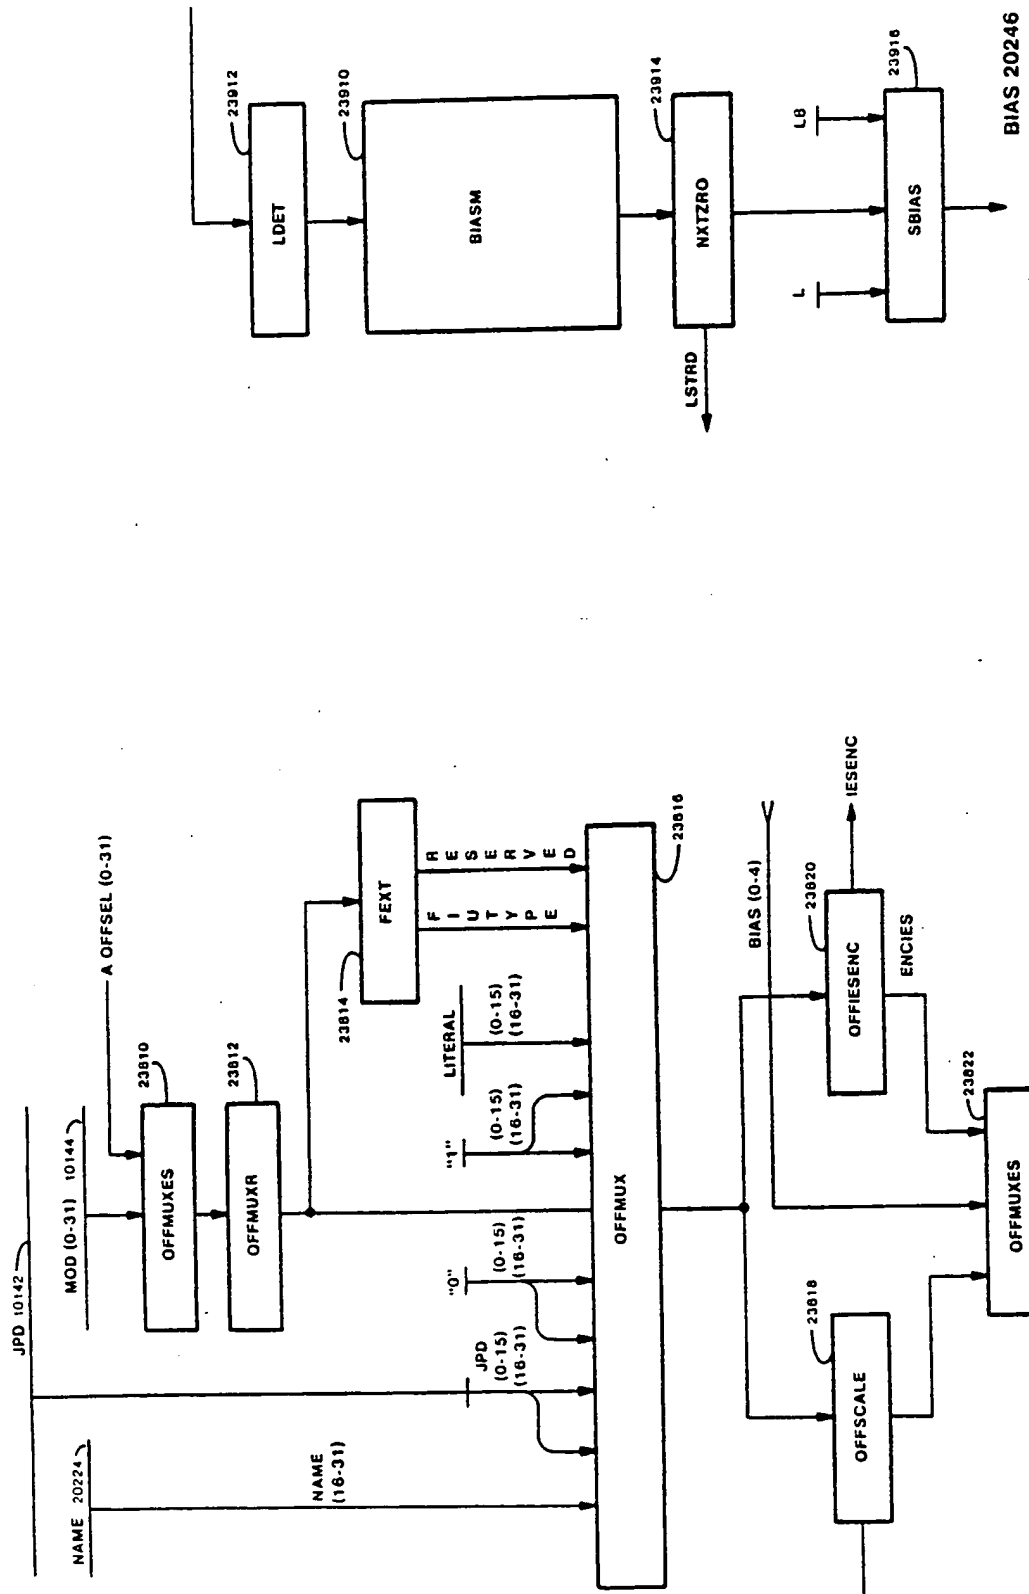 JPD 10142
MOD (0-31) 10144
A OFFSEL (0-31)
NAME 20224
OFFMUXES
23810
OFFMUXR
23812
FEXT
23814
FIUTYPE
RESERVED
NAME
(16-31)
JPD
(0-15)
(16-31)
"0"
(0-15)
(16-31)
"1"
(0-15)
(16-31)
LITERAL
(0-15)
(16-31)
OFFMUX
23816
BIAS (0-4)
OFFSCALE
23818
OFFIESENC
23820
IESENC
ENCIES
OFFMUXES
23822
LDET
23912
BIASM
23910
NXTZRO
23914
LSTRD
L
L8
SBIAS
23916
BIAS 20246